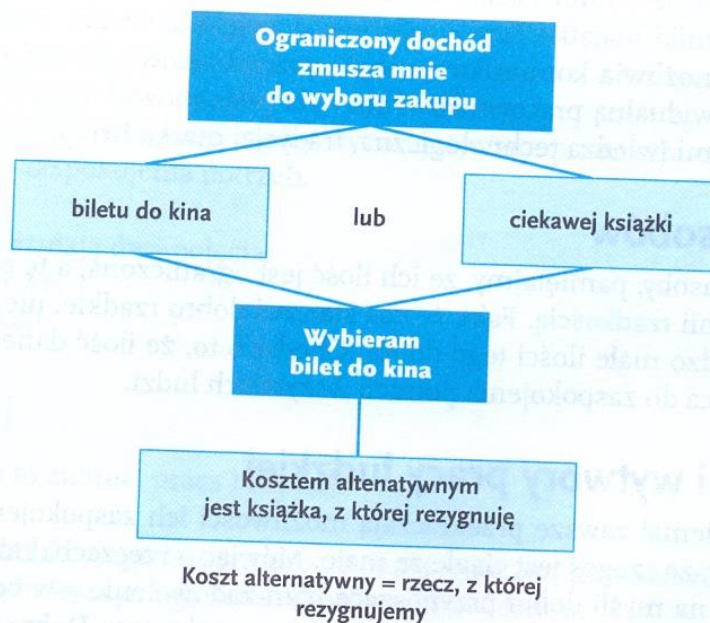 Ograniczony dochód
zmusza mnie
do wyboru zakupu
biletu do kina
lub
ciekawej książki
Wybieram
bilet do kina
Kosztem altenatywnym
jest książka, z której rezygnuję
Koszt alternatywny = rzecz, z której
rezygnujemy